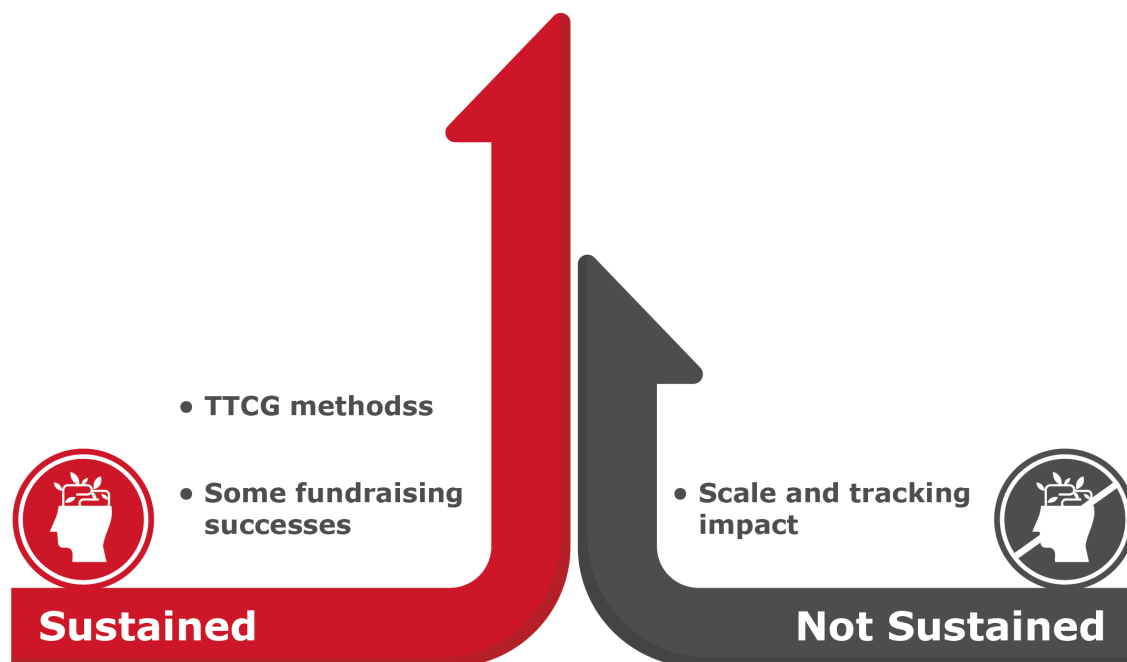 • TTCG methodss
• Some fundraising
successes
Sustained
• Scale and tracking
impact
Not Sustained